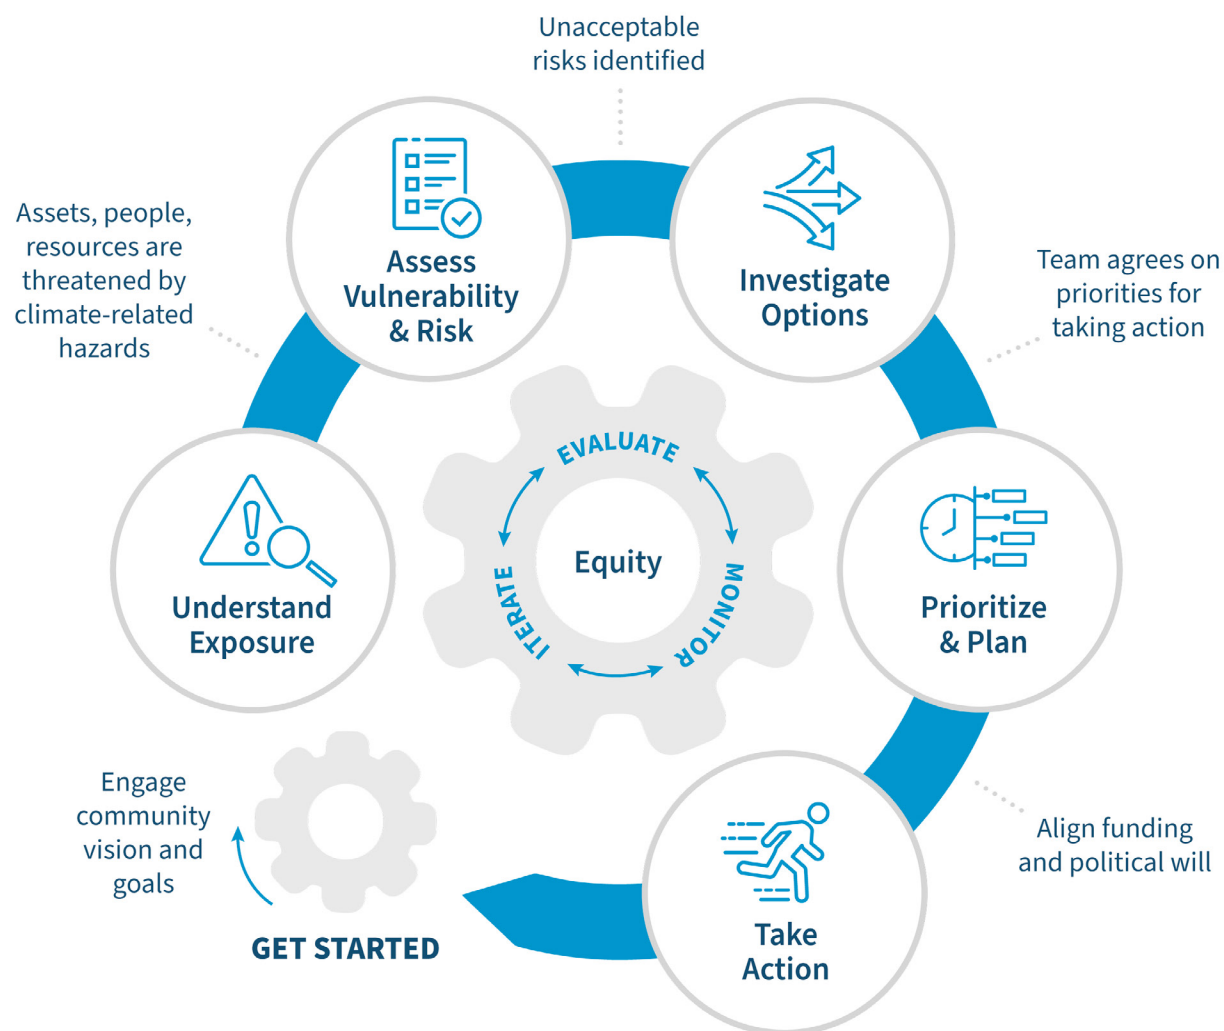 Unacceptable
risks identified
Assess
Vulnerability
& Risk
Investigate
Options
Assets, people,
resources are
threatened by
climate-related
hazards
Team agrees on
priorities for
taking action
EVALUATE
MONITOR
ITERATE
Equity
Understand
Exposure
Prioritize
& Plan
Engage
community
vision and
goals
GET STARTED
Take
Action
Align funding
and political will